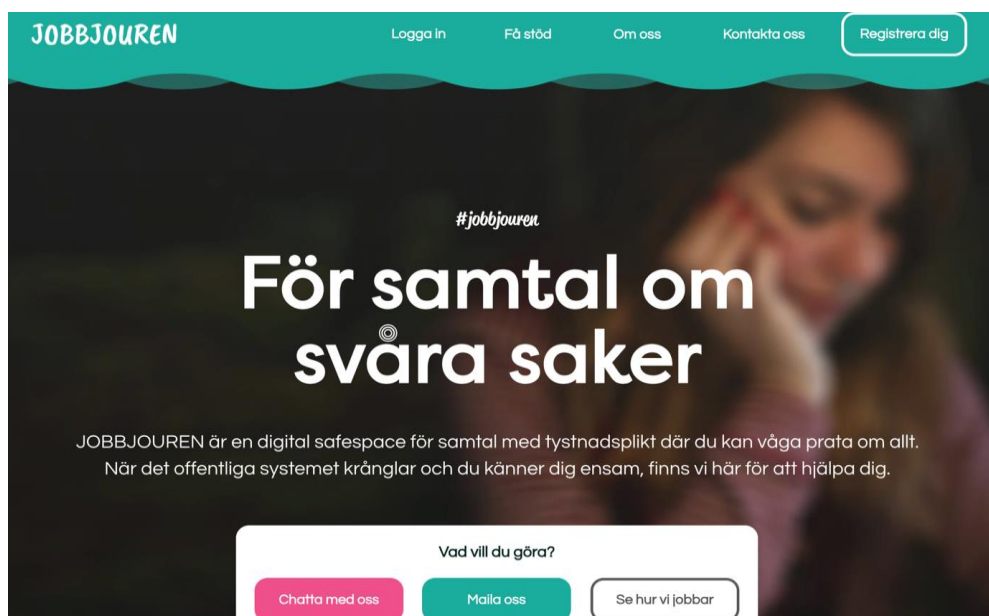 JOBBJOUREN
Logga in
Få stöd
Om oss
Kontakta oss
Registrera dig
#jobbjouren
För samtal om
svåra saker
JOBBJOUREN är en digital safespace för samtal med tystnadsplikt där du kan våga prata om allt.
När det offentliga systemet krånglar och du känner dig ensam, finns vi här för att hjälpa dig.
Vad vill du göra?
Chatta med oss
Maila oss
Se hur vi jobbar